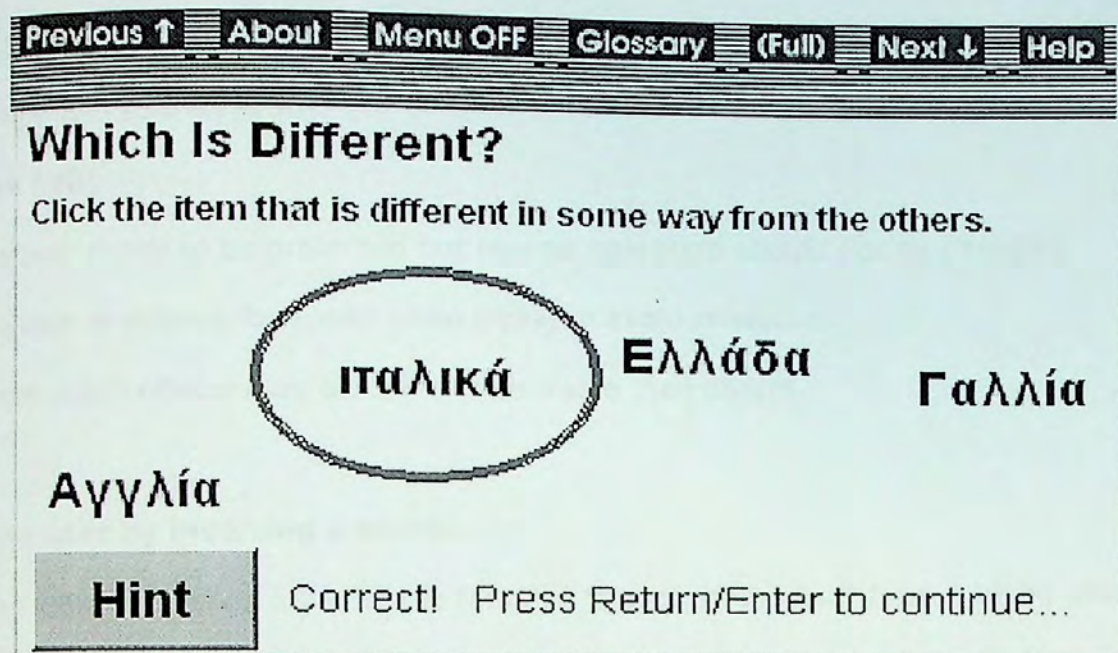 Previous ↑ About Menu OFF Glossary (Full) Next ↓ Help
Which Is Different?
Click the item that is different in some way from the others.
ιταλικά Ελλάδα Γαλλία
Αγγλία
Hint Correct! Press Return/Enter to continue...